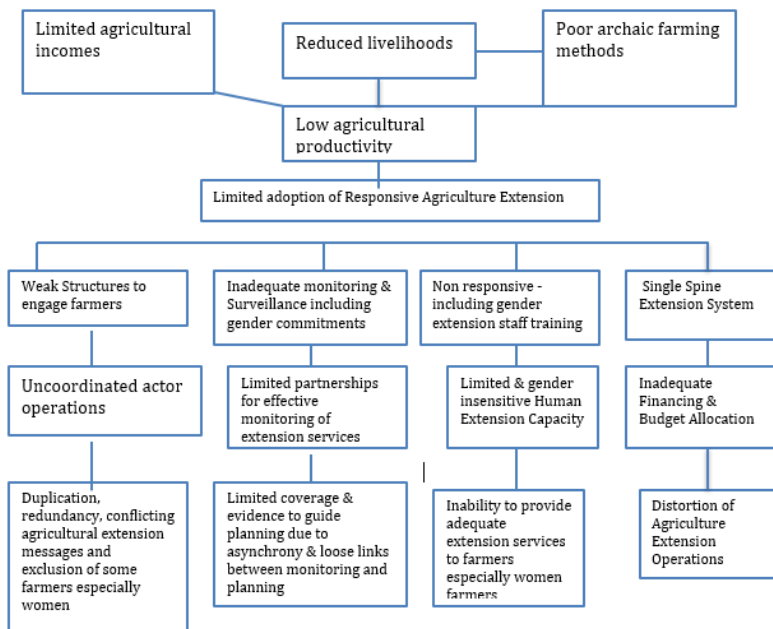 Limited agricultural
incomes
Reduced livelihoods
Poor archaic farming
methods
Low agricultural
productivity
Limited adoption of Responsive Agriculture Extension
Weak Structures to
engage farmers
Inadequate monitoring &
Surveillance including
gender commitments
Non responsive -
including gender
extension staff training
Single Spine
Extension System
Uncoordinated actor
operations
Limited partnerships
for effective
monitoring of
extension services
Limited & gender
insensitive Human
Extension Capacity
Inadequate
Financing &
Budget Allocation
Duplication,
redundancy, conflicting
agricultural extension
messages and
exclusion of some
farmers especially
women
Limited coverage &
evidence to guide
planning due to
asynchrony & loose links
between monitoring and
planning
Inability to provide
adequate
extension services
to farmers
especially women
farmers
Distortion of
Agriculture
Extension
Operations